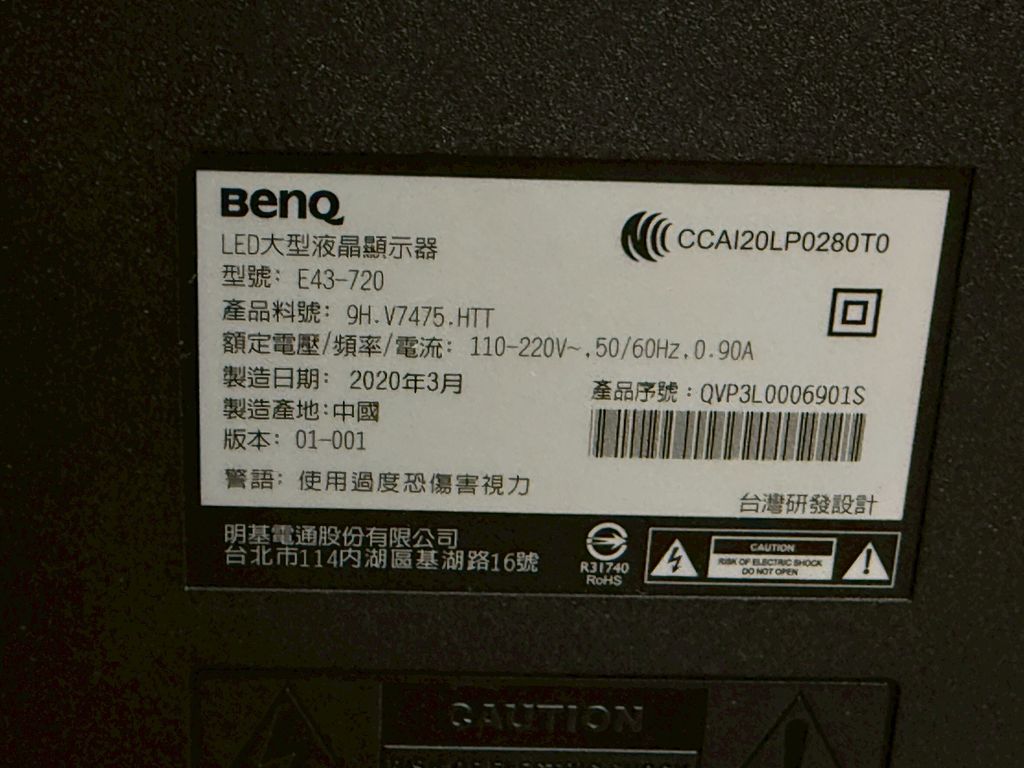 BenQ
LED大型液晶顯示器
CCAI20LP0280T0
型號: E43-720
產品料號: 9H.V7475.HTT
額定電壓/頻率/電流: 110-220V~,50/60Hz,0.90A
製造日期: 2020年3月
產品序號:QVP3L0006901S
製造產地:中國
版本: 01-001
警語: 使用過度恐傷害視力
台灣研發設計
明基電通股份有限公司
台北市114內湖區基湖路16號
R31740
RoHS
CAUTION
RISK OF ELECTRIC SHOCK
DO NOT OPEN
CAUTION